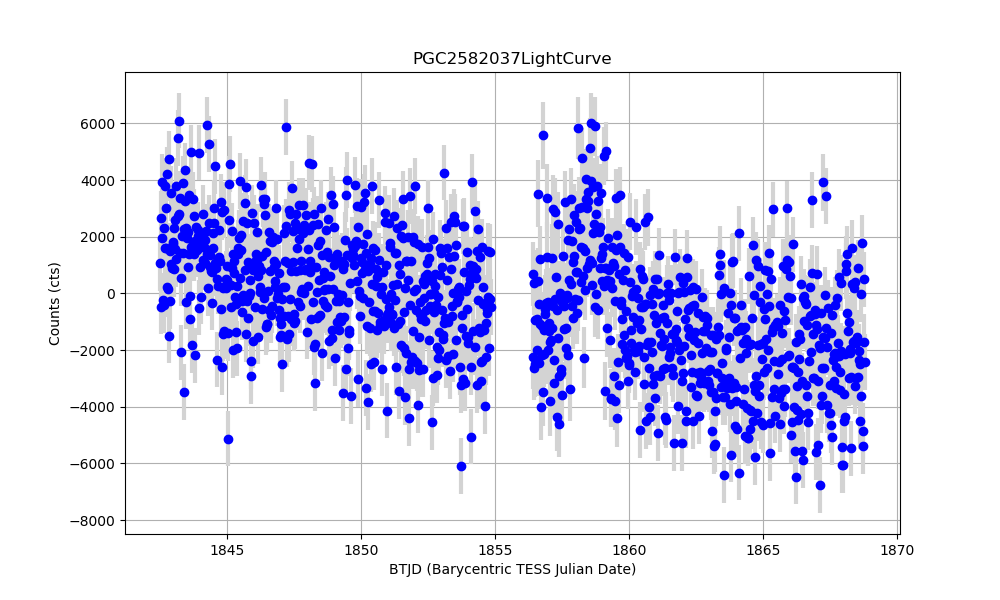 PGC2582037LightCurve
6000
4000
2000
0
−2000
−4000
−6000
−8000
Counts (cts)
1845 1850 1855 1860 1865 1870
BTJD (Barycentric TESS Julian Date)